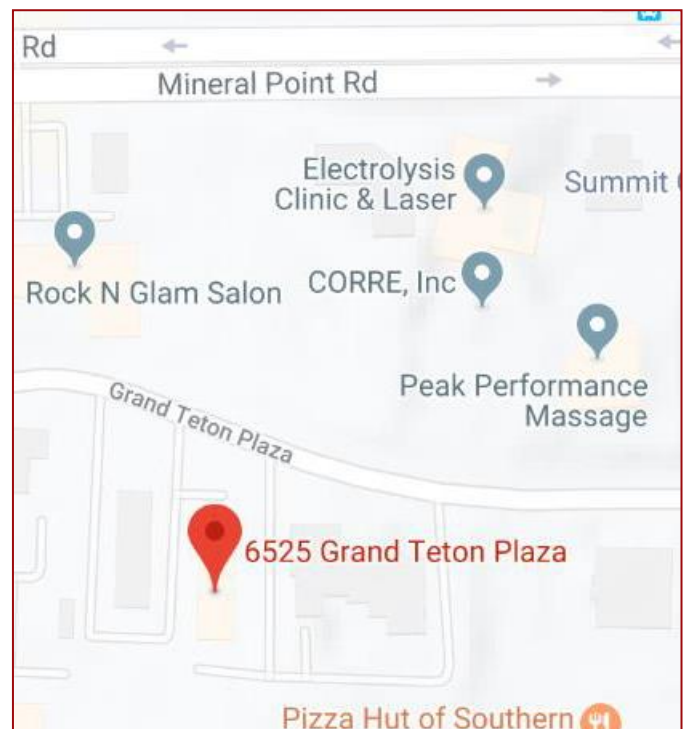 Rd
Mineral Point Rd
Electrolysis
Clinic & Laser
Summit
Rock N Glam Salon
CORRE, Inc
Peak Performance
Massage
Grand Teton Plaza
6525 Grand Teton Plaza
Pizza Hut of Southern